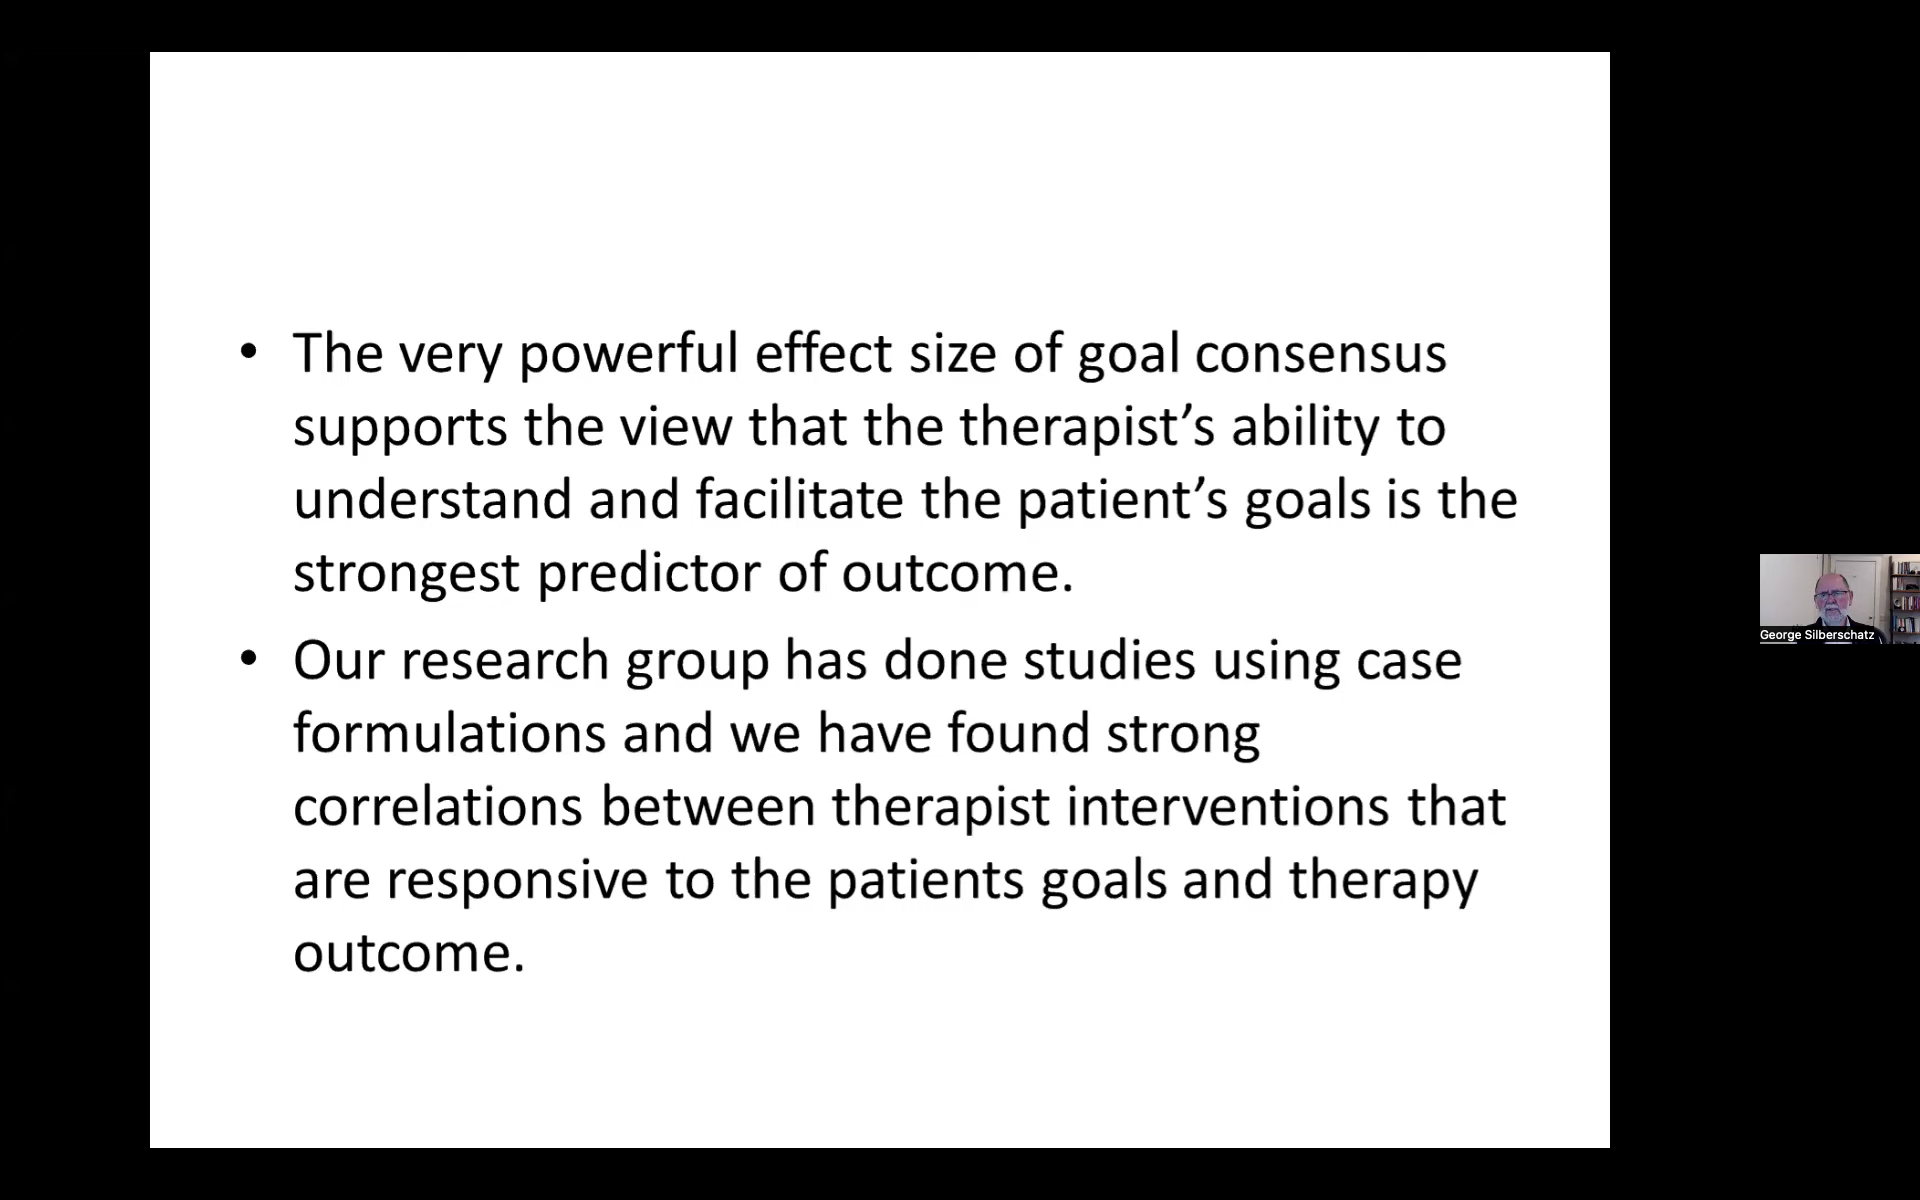 • The very powerful effect size of goal consensus
supports the view that the therapist’s ability to
understand and facilitate the patient’s goals is the
strongest predictor of outcome.
• Our research group has done studies using case
formulations and we have found strong
correlations between therapist interventions that
are responsive to the patients goals and therapy
outcome.
George Silberschatz